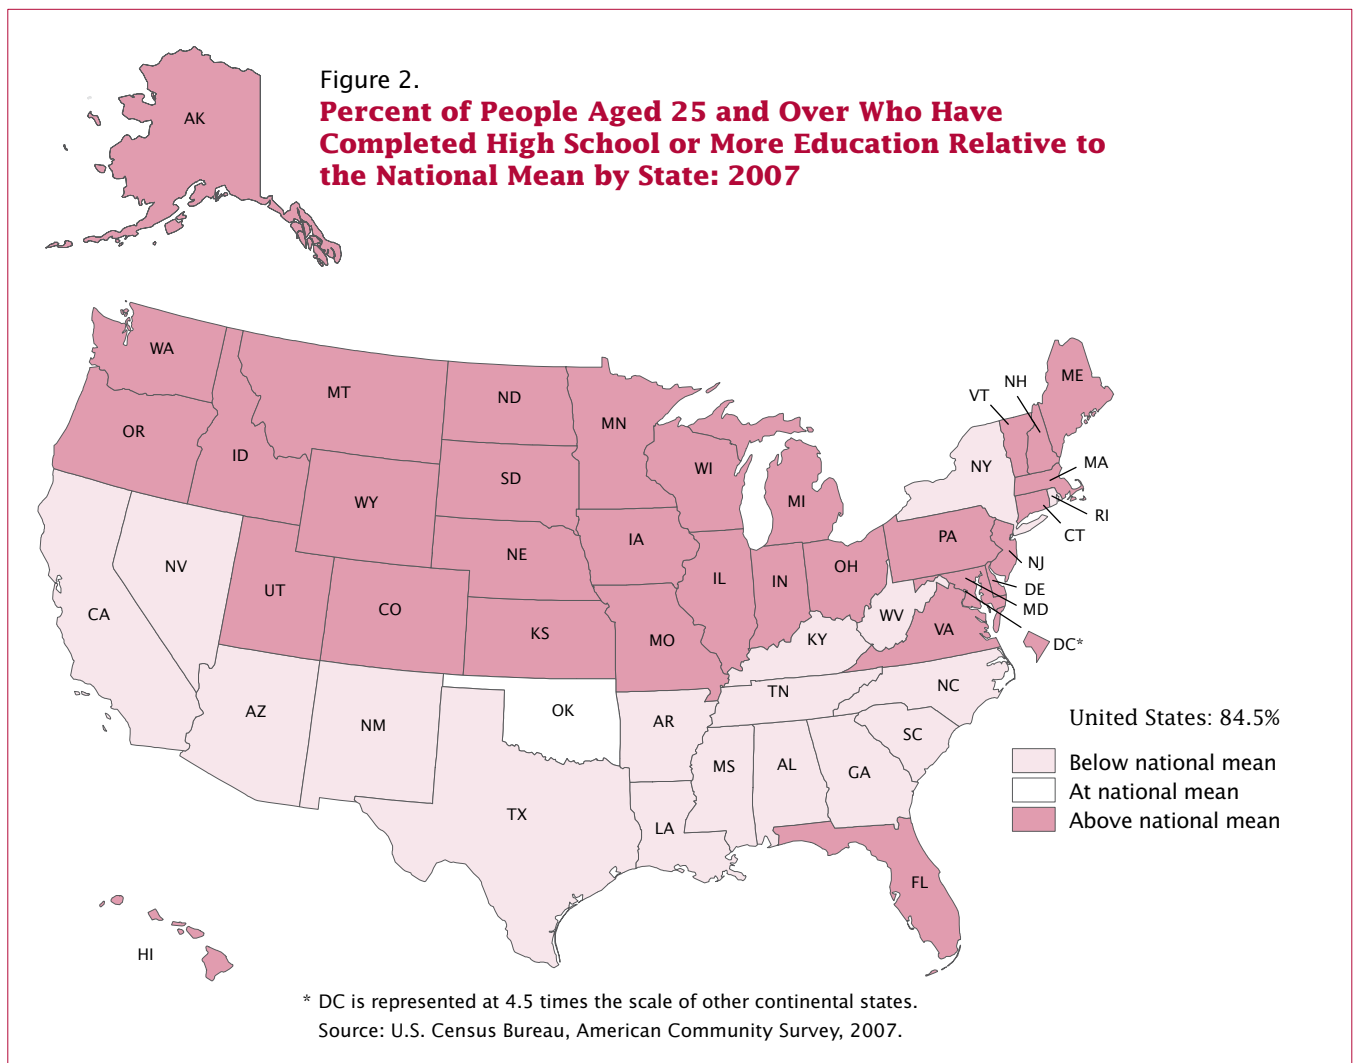 Figure 2.
Percent of People Aged 25 and Over Who Have
Completed High School or More Education Relative to
the National Mean by State: 2007
AK
WA
MT
ND
MN
OR
ID
WY
SD
WI
MI
NY
VT
NH
ME
MA
RI
CT
NV
UT
CO
NE
IA
IL
IN
OH
PA
NJ
DE
MD
DC*
CA
KS
MO
KY
WV
VA
AZ
NM
OK
AR
TN
NC
SC
TX
LA
MS
AL
GA
FL
HI
United States: 84.5%
Below national mean
At national mean
Above national mean
* DC is represented at 4.5 times the scale of other continental states.
Source: U.S. Census Bureau, American Community Survey, 2007.